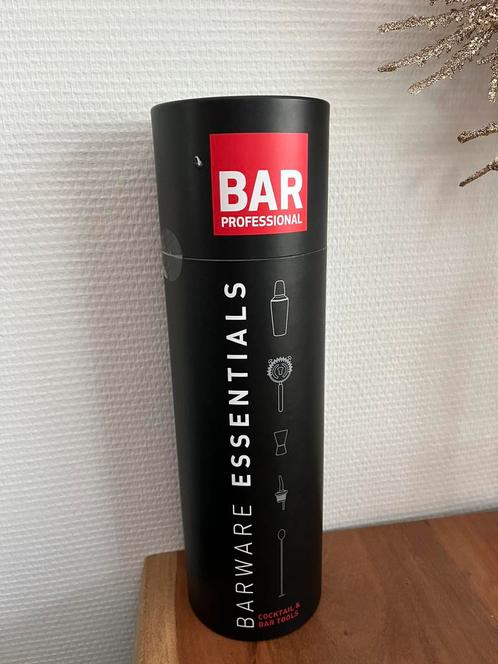 BAR
PROFESSIONAL
BARWARE ESSENTIALS
COCKTAIL &
BAR TOOLS